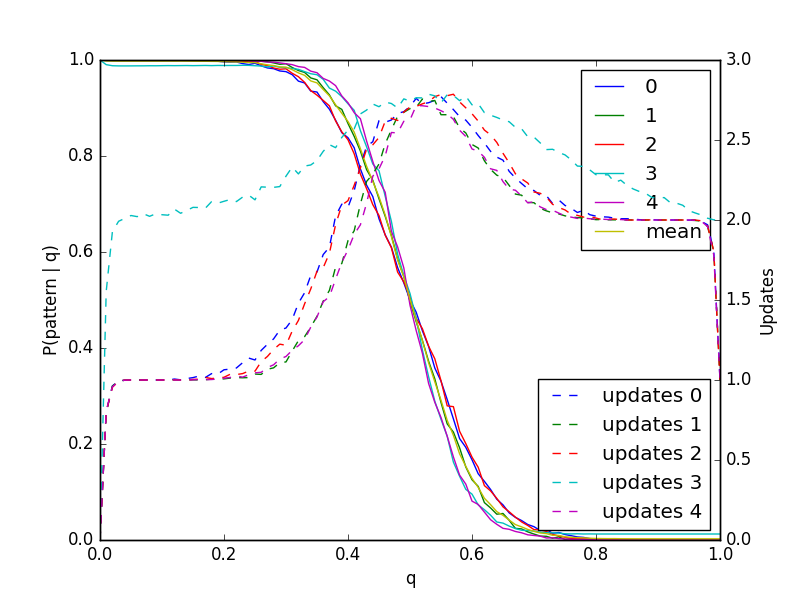 1.0
0.8
0.6
0.4
0.2
0.0
P(pattern | q)
0.0 0.2 0.4 0.6 0.8 1.0
q
3.0
2.5
2.0
1.5
1.0
0.5
0.0
Updates
0
1
2
3
4
mean
updates 0
updates 1
updates 2
updates 3
updates 4